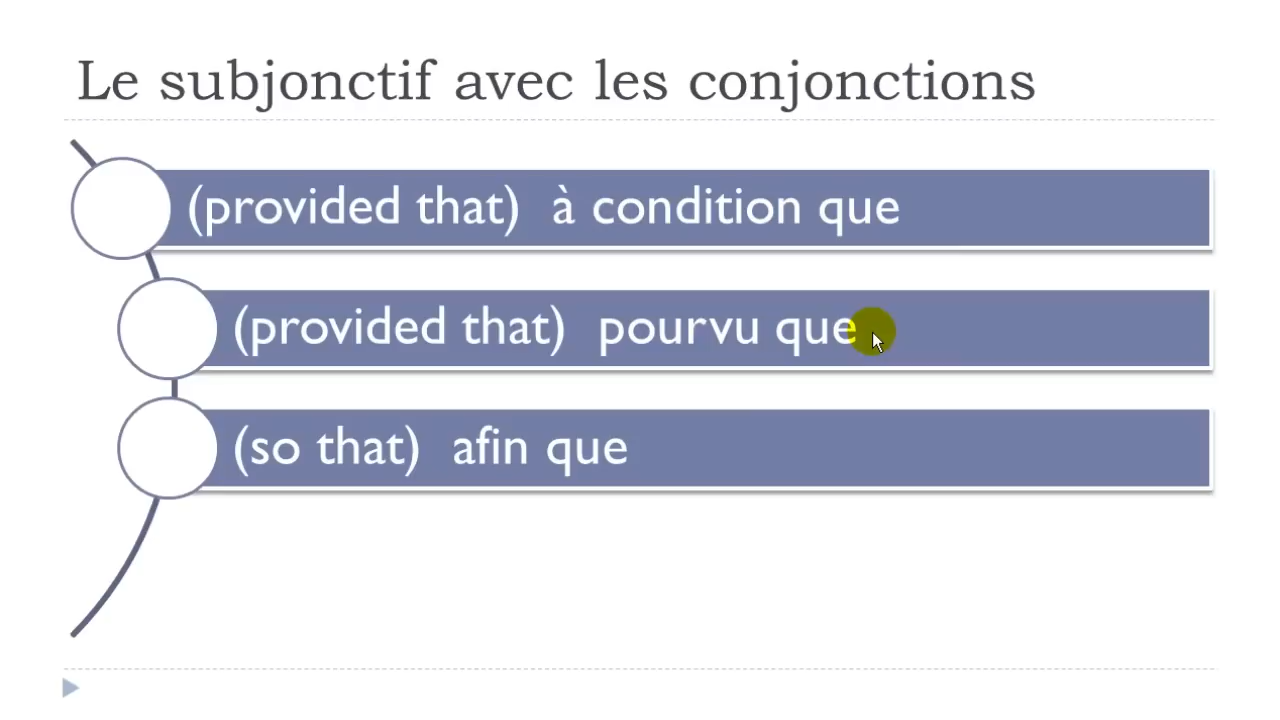 Le subjonctif avec les conjonctions
(provided that) à condition que
(provided that) pourvu que
(so that) afin que